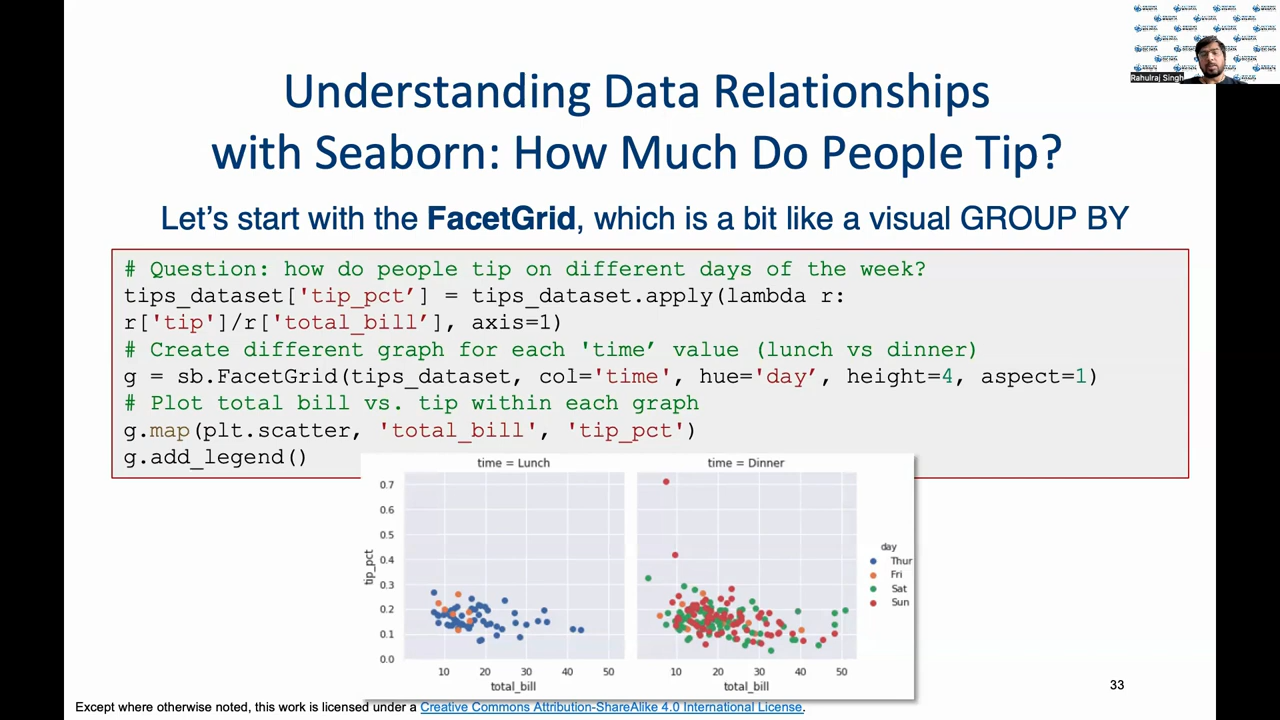 Rahulraj Singh
Understanding Data Relationships
with Seaborn: How Much Do People Tip?
Let’s start with the FacetGrid, which is a bit like a visual GROUP BY
# Question: how do people tip on different days of the week?
tips_dataset['tip_pct’] = tips_dataset.apply(lambda r:
r['tip']/r['total_bill’], axis=1)
# Create different graph for each 'time’ value (lunch vs dinner)
g = sb.FacetGrid(tips_dataset, col='time', hue='day’, height=4, aspect=1)
# Plot total bill vs. tip within each graph
g.map(plt.scatter, 'total_bill', 'tip_pct')
g.add_legend()
time = Lunch
time = Dinner
0.7
0.6
0.5
0.4
0.3
0.2
0.1
0.0
tip_pct
10 20 30 40 50
total_bill
10 20 30 40 50
total_bill
day
Thur
Fri
Sat
Sun
33
Except where otherwise noted, this work is licensed under a Creative Commons Attribution-ShareAlike 4.0 International License.